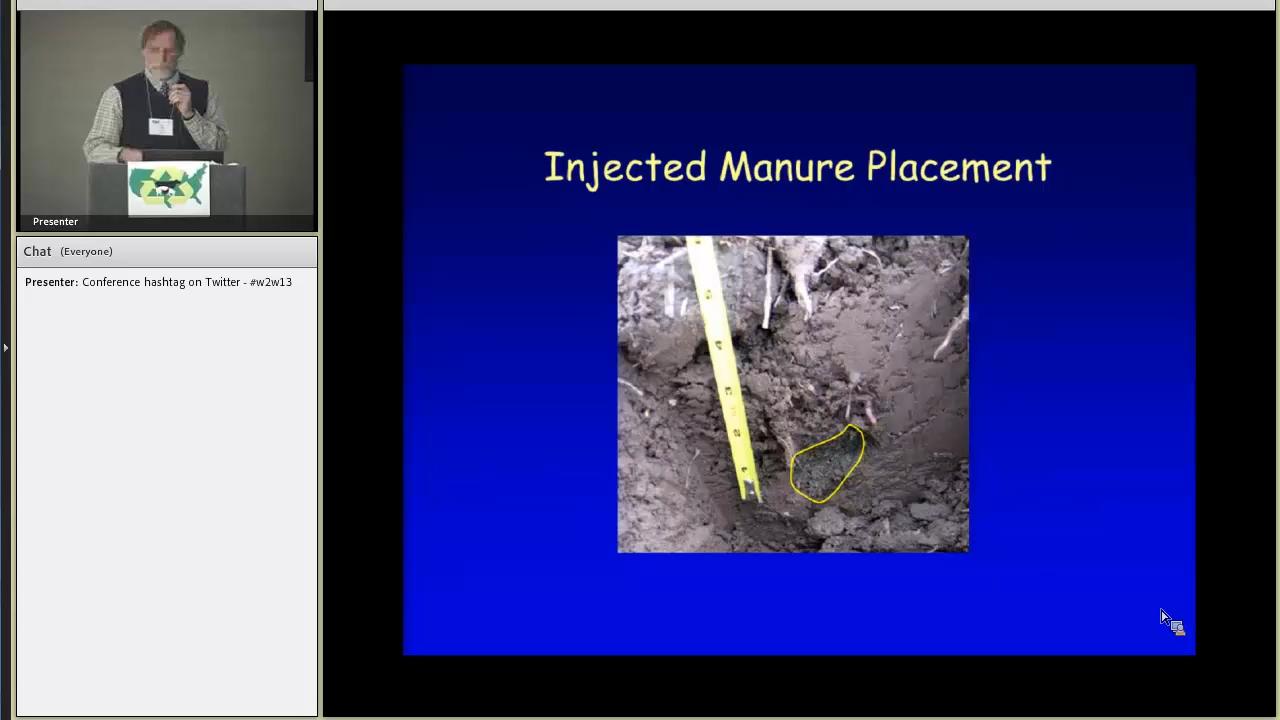 Presenter
Chat (Everyone)
Presenter: Conference hashtag on Twitter - #w2w13
Injected Manure Placement